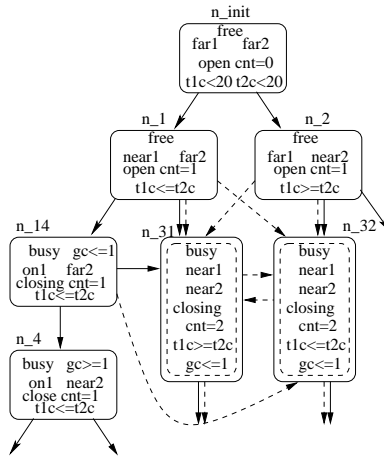 n_init
free
far1 far2
open cnt=0
t1c<20 t2c<20
n_1
free
near1 far2
open cnt=1
t1c<=t2c
n_2
free
far1 near2
open cnt=1
t1c>=t2c
n_14
busy gc<=1
on1 far2
closing cnt=1
t1c<=t2c
n_31
busy
near1
near2
closing
cnt=2
t1c>=t2c
gc<=1
n_32
busy
near1
near2
closing
cnt=2
t1c<=t2c
gc<=1
n_4
busy gc>=1
on1 near2
close cnt=1
t1c<=t2c